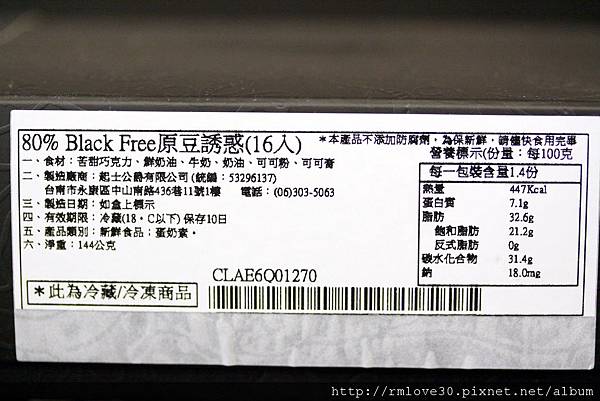 80% Black Free原豆誘惑(16入)
*本產品不添加防腐劑，為保新鮮，請儘快食用完畢
一、食材：苦甜巧克力、鮮奶油、牛奶、奶油、可可粉、可可膏
二、製造廠商：起士公爵有限公司 (統編：53296137)
台南市永康區中山南路436巷11號1樓 電話：(06)303-5063
三、製造日期：如盒上標示
四、有效期限：冷藏(18。C以下) 保存10日
五、產品類別：新鮮食品；蛋奶素。
六、淨重：144公克
營養標示(份量：每100克
每一包裝含量1.4份
熱量 447Kcal
蛋白質 7.1g
脂肪 32.6g
飽和脂肪 21.2g
反式脂肪 0g
碳水化合物 31.4g
鈉 18.0mg
CLAE6Q01270
*此為冷藏/冷凍商品
http://rmlove30.pixnet.net/album